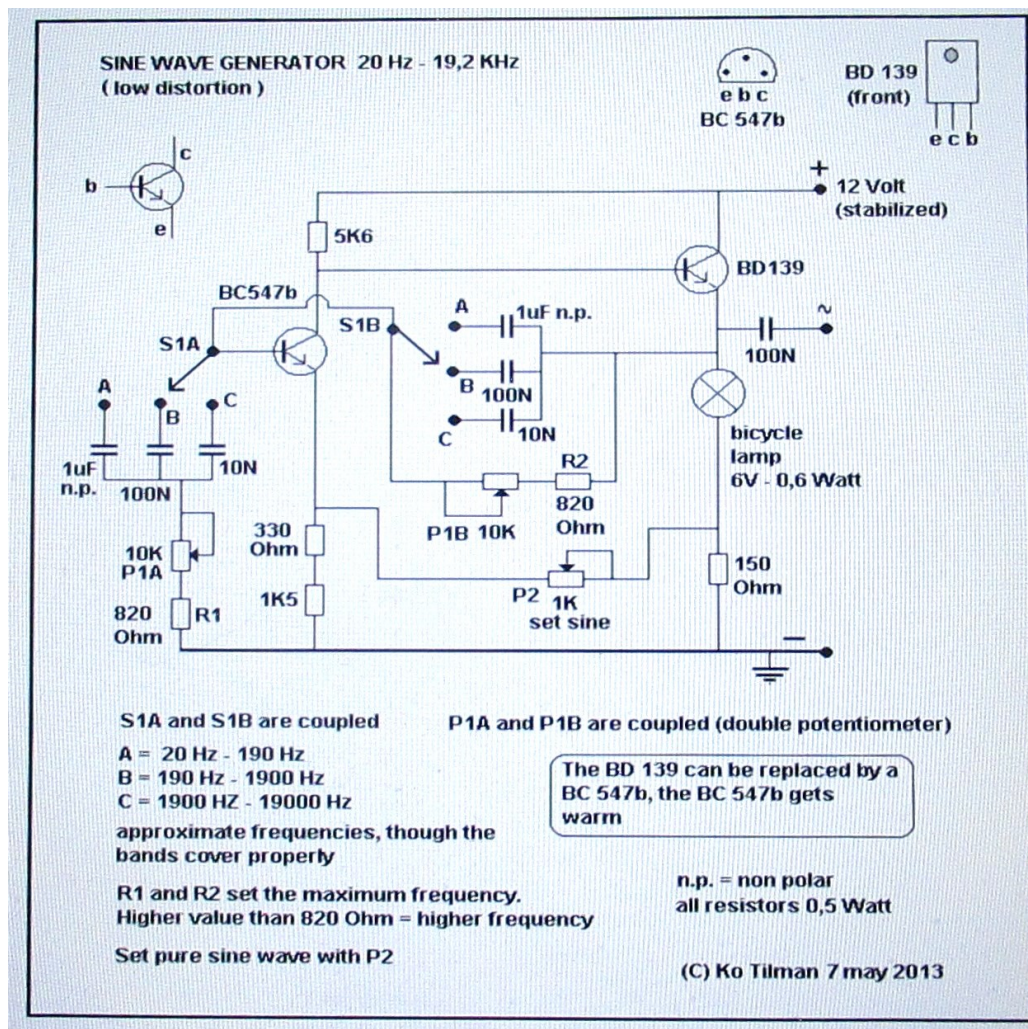 SINE WAVE GENERATOR 20 Hz - 19,2 KHz
( low distortion )
e b c
BC 547b
BD 139
(front)
e c b
c
b
e
+
12 Volt
(stabilized)
5K6
BD139
BC547b
S1A
S1B
A
1uF n.p.
B
100N
C
10N
~
100N
A
B
C
1uF
n.p.
100N
10N
bicycle
lamp
6V - 0,6 Watt
R2
820
Ohm
P1B 10K
330
Ohm
10K
P1A
1K5
820
Ohm
R1
P2
1K
set sine
150
Ohm
–
S1A and S1B are coupled
P1A and P1B are coupled (double potentiometer)
A = 20 Hz - 190 Hz
B = 190 Hz - 1900 Hz
C = 1900 HZ - 19000 Hz
approximate frequencies, though the
bands cover properly
The BD 139 can be replaced by a
BC 547b, the BC 547b gets
warm
R1 and R2 set the maximum frequency.
Higher value than 820 Ohm = higher frequency
n.p. = non polar
all resistors 0,5 Watt
Set pure sine wave with P2
(C) Ko Tilman 7 may 2013